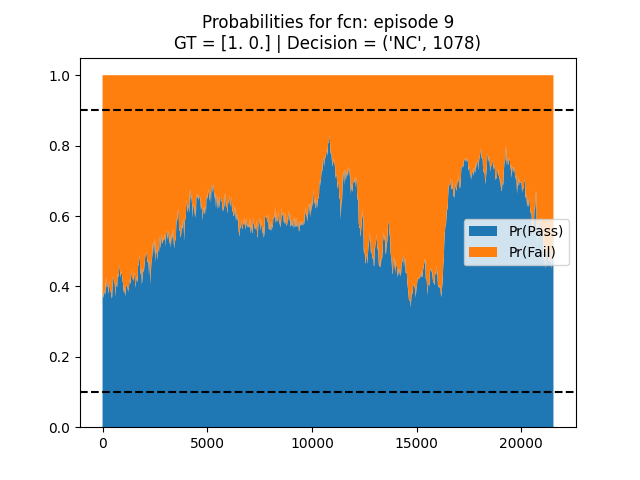 Probabilities for fcn: episode 9
GT = [1. 0.] | Decision = ('NC', 1078)
1.0
0.8
0.6
0.4
0.2
0.0
Pr(Pass)
Pr(Fail)
0
5000
10000
15000
20000